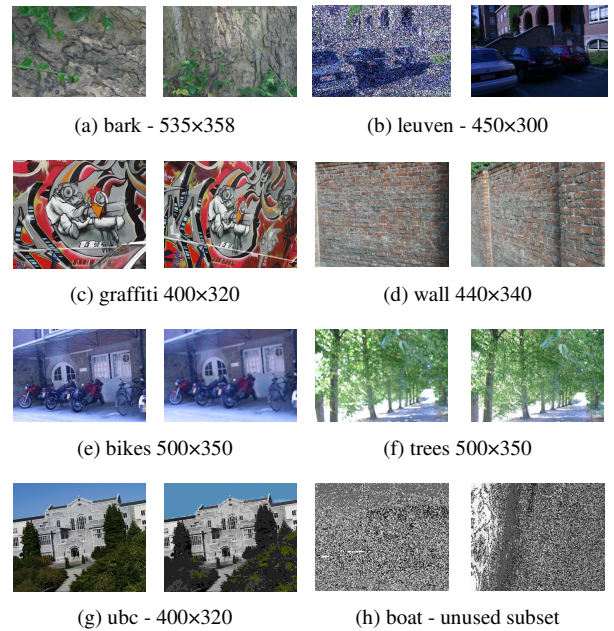 (a) bark - 535×358
(b) leuven - 450×300
(c) graffiti 400×320
(d) wall 440×340
(e) bikes 500×350
(f) trees 500×350
(g) ubc - 400×320
(h) boat - unused subset